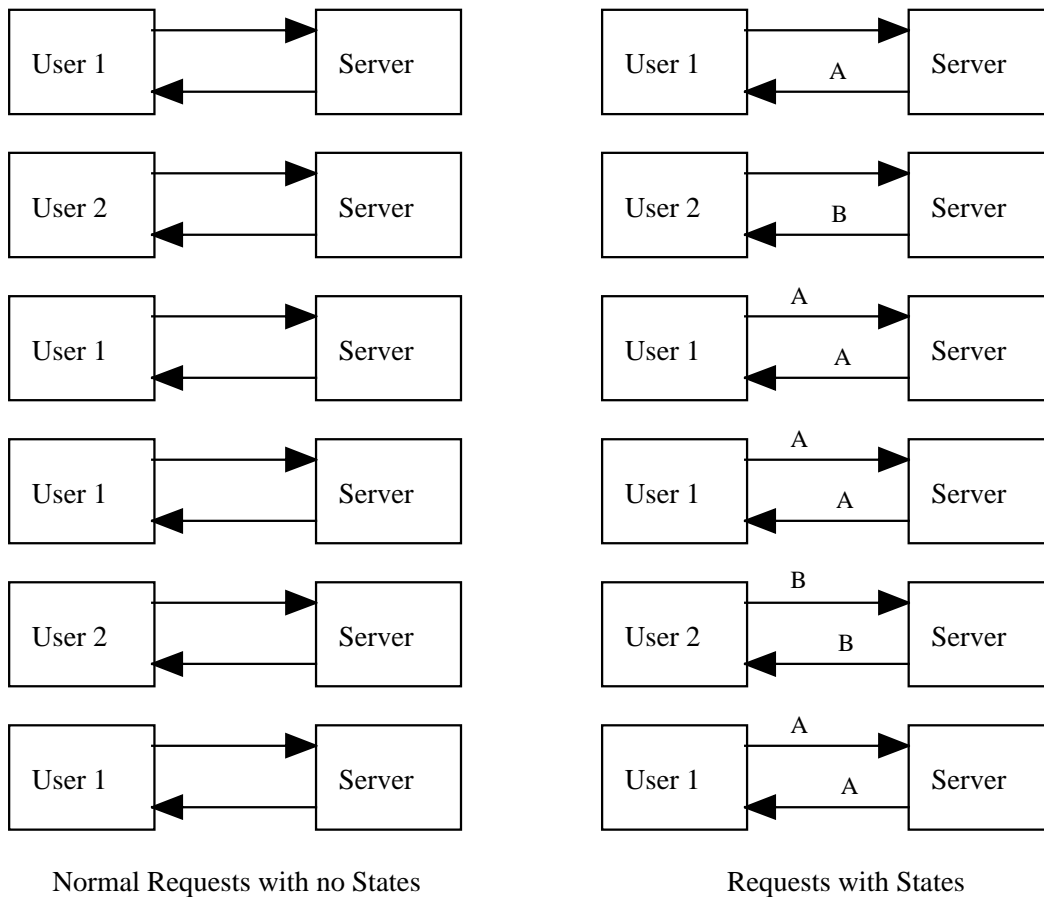 User 1 Server User 1 A Server
User 2 Server User 2 B Server
A
User 1 Server User 1 A Server
A
User 1 Server User 1 A Server
B
User 2 Server User 2 B Server
A
User 1 Server User 1 A Server
Normal Requests with no States Requests with States